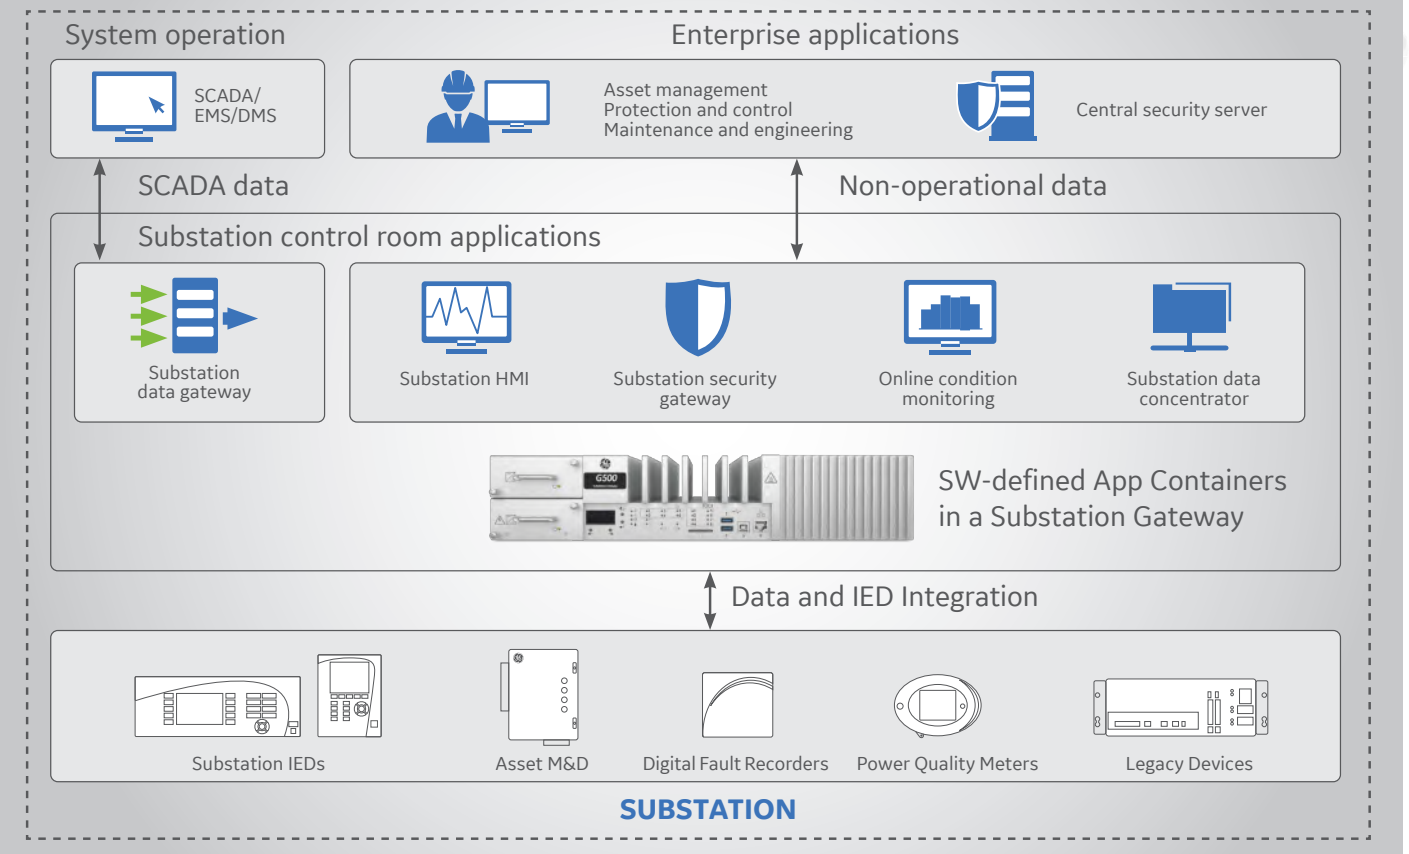 System operation
Enterprise applications
SCADA/
EMS/DMS
Asset management
Protection and control
Maintenance and engineering
Central security server
SCADA data
Non-operational data
Substation control room applications
Substation
data gateway
Substation HMI
Substation security
gateway
Online condition
monitoring
Substation data
concentrator
G500
SW-defined App Containers
in a Substation Gateway
Data and IED Integration
Substation IEDs
Asset M&D
Digital Fault Recorders
Power Quality Meters
Legacy Devices
SUBSTATION